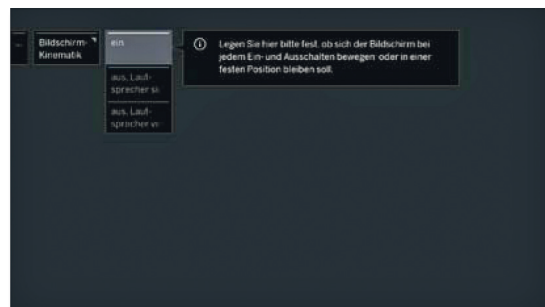 Bildschirm-
Kinematik
ein
aus, Laut-
sprecher si
aus, Laut-
sprecher ve
Legen Sie hier bitte fest, ob sich der Bildschirm bei
jedem Ein- und Ausschalten bewegen oder in einer
festen Position bleiben soll.